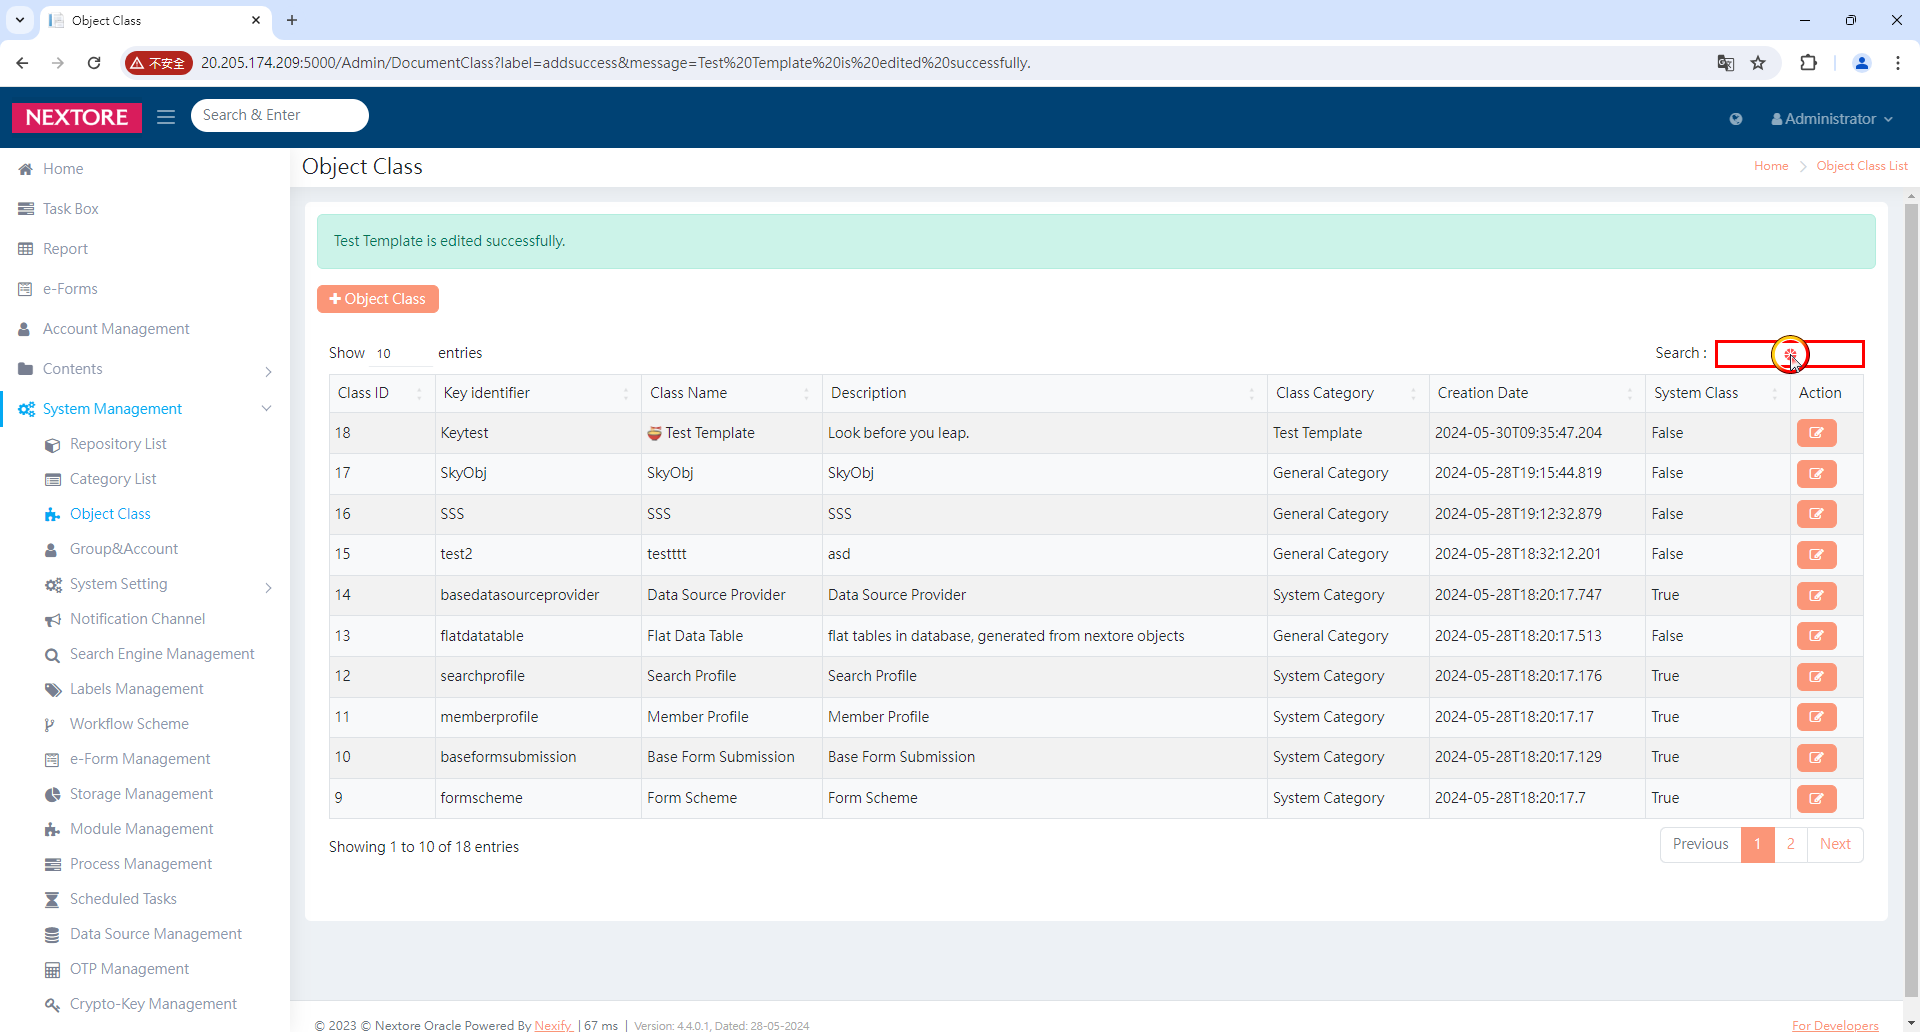 Object Class
不安全 20.205.174.209:5000/Admin/DocumentClass?label=addsuccess&message=Test%20Template%20is%20edited%20successfully.
NEXTORE Search & Enter Administrator
Home
Task Box
Report
e-Forms
Account Management
Contents
System Management
Repository List
Category List
Object Class
Group&Account
System Setting
Notification Channel
Search Engine Management
Labels Management
Workflow Scheme
e-Form Management
Storage Management
Module Management
Process Management
Scheduled Tasks
Data Source Management
OTP Management
Crypto-Key Management
Object Class Home Object Class List
Test Template is edited successfully.
Object Class
Show 10 entries Search :
Class ID Key identifier Class Name Description Class Category Creation Date System Class Action
18 Keytest Test Template Look before you leap. Test Template 2024-05-30T09:35:47.204 False
17 SkyObj SkyObj SkyObj General Category 2024-05-28T19:15:44.819 False
16 SSS SSS SSS General Category 2024-05-28T19:12:32.879 False
15 test2 testttt asd General Category 2024-05-28T18:32:12.201 False
14 basedatasourceprovider Data Source Provider Data Source Provider System Category 2024-05-28T18:20:17.747 True
13 flatdatatable Flat Data Table flat tables in database, generated from nextore objects General Category 2024-05-28T18:20:17.513 False
12 searchprofile Search Profile Search Profile System Category 2024-05-28T18:20:17.176 True
11 memberprofile Member Profile Member Profile System Category 2024-05-28T18:20:17.17 True
10 baseformsubmission Base Form Submission Base Form Submission System Category 2024-05-28T18:20:17.129 True
9 formscheme Form Scheme Form Scheme System Category 2024-05-28T18:20:17.7 True
Showing 1 to 10 of 18 entries Previous 1 2 Next
© 2023 © Nextore Oracle Powered By Nexify | 67 ms | Version: 4.4.0.1, Dated: 28-05-2024 For Developers